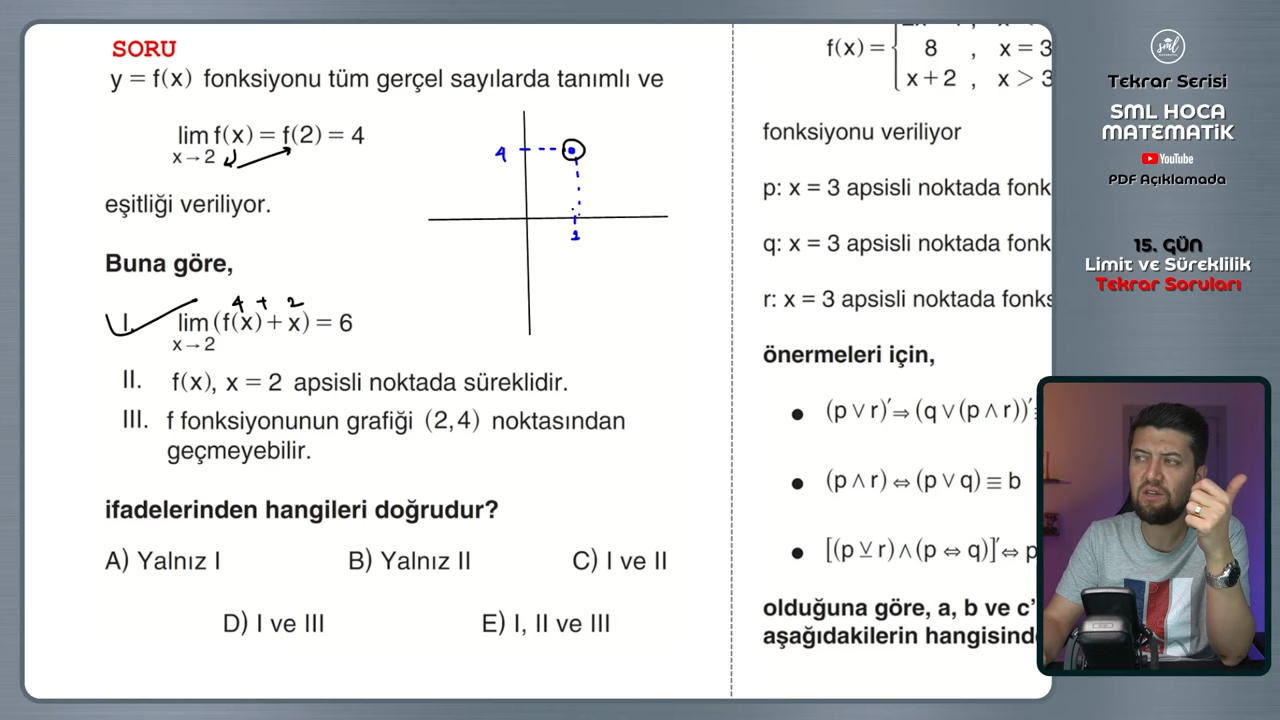 SORU
y = f(x) fonksiyonu tüm gerçel sayılarda tanımlı ve
lim f(x) = f(2) = 4
x→2
4
2
eşitliği veriliyor.
Buna göre,
4 + 2
I. lim (f(x) + x) = 6
x→2
II. f(x), x = 2 apsisli noktada süreklidir.
III. f fonksiyonunun grafiği (2,4) noktasından
geçmeyebilir.
ifadelerinden hangileri doğrudur?
A) Yalnız I B) Yalnız II C) I ve II
D) I ve III E) I, II ve III
f(x) =
8 , x = 3
x + 2 , x > 3
fonksiyonu veriliyor
p: x = 3 apsisli noktada fonk
q: x = 3 apsisli noktada fonk
r: x = 3 apsisli noktada fonks
önermeleri için,
● (p ∨ r)′ ⇒ (q ∨ (p ∧ r))′
● (p ∧ r) ⇔ (p ∨ q) ≡ b
● [(p ⊻ r) ∧ (p ⇔ q)]′ ⇔ p
olduğuna göre, a, b ve c'
aşağıdakilerin hangisind
sml
Tekrar Serisi
SML HOCA
MATEMATİK
YouTube
PDF Açıklamada
15. GÜN
Limit ve Süreklilik
Tekrar Soruları